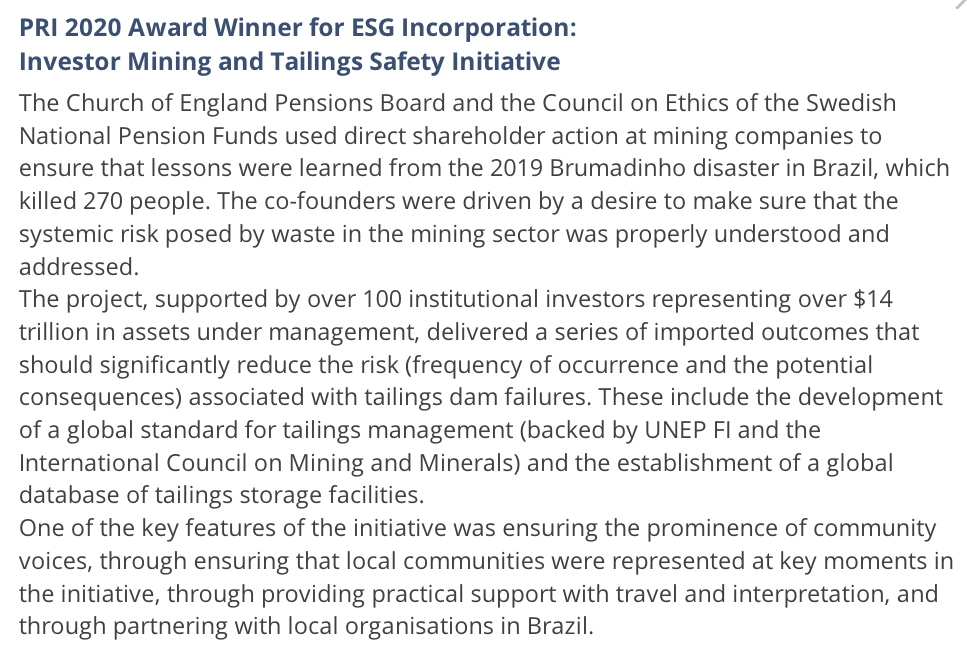 PRI 2020 Award Winner for ESG Incorporation:
Investor Mining and Tailings Safety Initiative
The Church of England Pensions Board and the Council on Ethics of the Swedish
National Pension Funds used direct shareholder action at mining companies to
ensure that lessons were learned from the 2019 Brumadinho disaster in Brazil, which
killed 270 people. The co-founders were driven by a desire to make sure that the
systemic risk posed by waste in the mining sector was properly understood and
addressed.
The project, supported by over 100 institutional investors representing over $14
trillion in assets under management, delivered a series of imported outcomes that
should significantly reduce the risk (frequency of occurrence and the potential
consequences) associated with tailings dam failures. These include the development
of a global standard for tailings management (backed by UNEP FI and the
International Council on Mining and Minerals) and the establishment of a global
database of tailings storage facilities.
One of the key features of the initiative was ensuring the prominence of community
voices, through ensuring that local communities were represented at key moments in
the initiative, through providing practical support with travel and interpretation, and
through partnering with local organisations in Brazil.